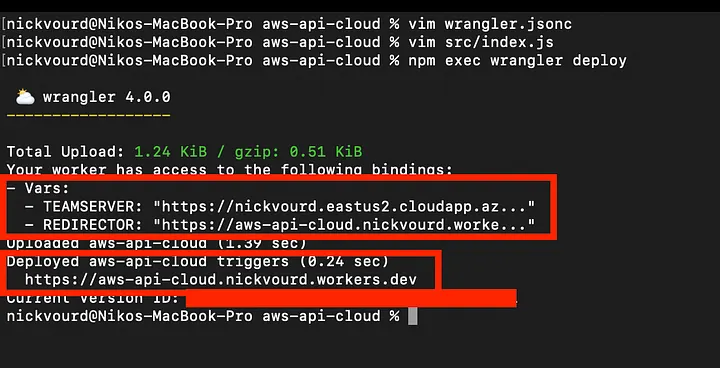 [nickvourd@Nikos-MacBook-Pro aws-api-cloud % vim wrangler.jsonc
[nickvourd@Nikos-MacBook-Pro aws-api-cloud % vim src/index.js
[nickvourd@Nikos-MacBook-Pro aws-api-cloud % npm exec wrangler deploy
⛅️ wrangler 4.0.0
------------------
Total Upload: 1.24 KiB / gzip: 0.51 KiB
Your worker has access to the following bindings:
- Vars:
  - TEAMSERVER: "https://nickvourd.eastus2.cloudapp.az..."
  - REDIRECTOR: "https://aws-api-cloud.nickvourd.worke..."
Uploaded aws-api-cloud (1.39 sec)
Deployed aws-api-cloud triggers (0.24 sec)
  https://aws-api-cloud.nickvourd.workers.dev
Current Version ID:
nickvourd@Nikos-MacBook-Pro aws-api-cloud %